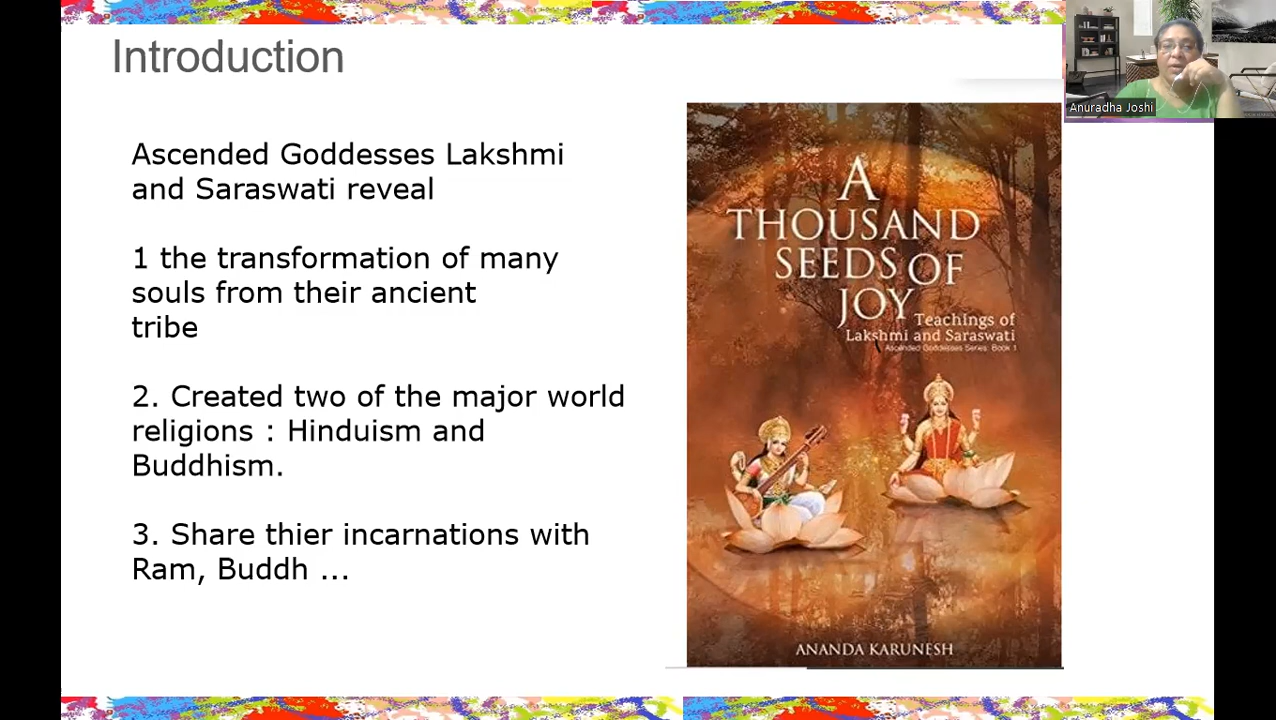 Introduction
Anuradha Joshi
Ascended Goddesses Lakshmi
and Saraswati reveal
1 the transformation of many
souls from their ancient
tribe
2. Created two of the major world
religions : Hinduism and
Buddhism.
3. Share thier incarnations with
Ram, Buddh ...
A
THOUSAND
SEEDS OF
JOY
Teachings of
Lakshmi and Saraswati
Ascended Goddesses Series: Book 1
ANANDA KARUNESH